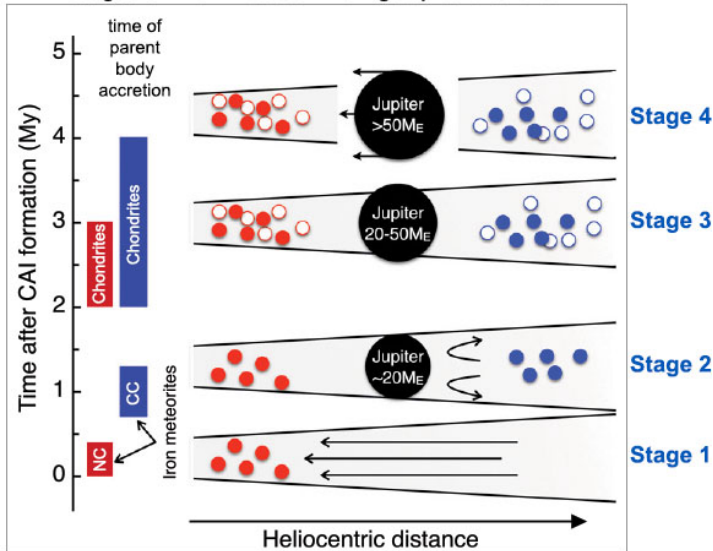 time of
parent
body
accretion
5
4
3
2
1
0
Time after CAI formation (My)
Chondrites
Chondrites
CC
NC
Iron meteorites
Jupiter
>50ME
Stage 4
Jupiter
20-50ME
Stage 3
Jupiter
~20ME
Stage 2
Stage 1
Heliocentric distance